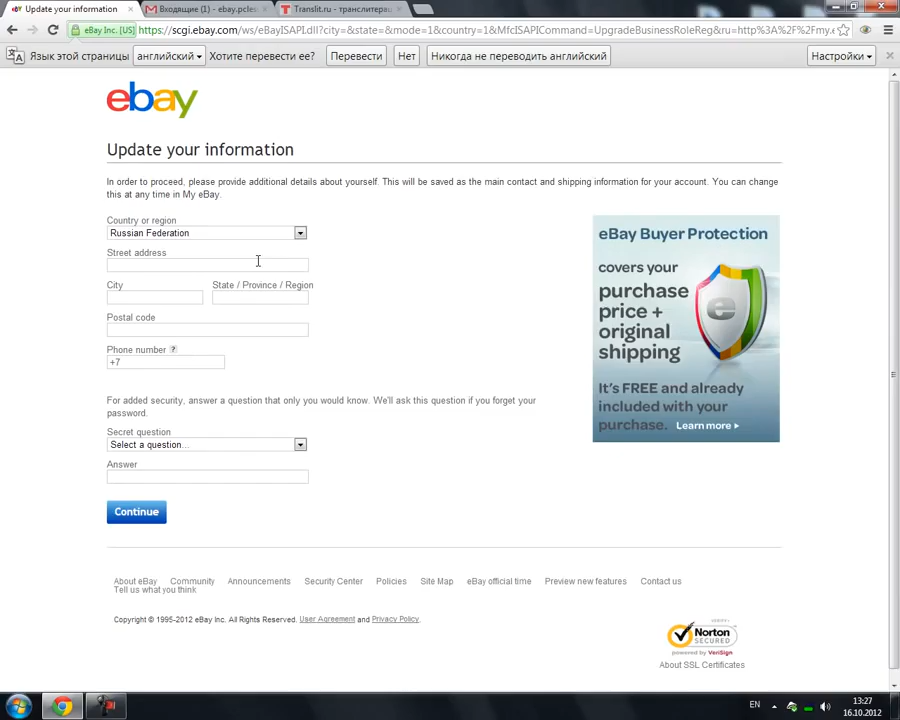 Update your information
Входящие (1) - ebay.pcles
Translit.ru - транслитерац
eBay Inc. [US]
https://scgi.ebay.com/ws/eBayISAPI.dll?city=&state=&mode=1&country=1&MfcISAPICommand=UpgradeBusinessRoleReg&ru=http%3A%2F%2Fmy.e
Язык этой страницы английский Хотите перевести ее? Перевести Нет Никогда не переводить английский Настройки
ebay
Update your information
In order to proceed, please provide additional details about yourself. This will be saved as the main contact and shipping information for your account. You can change
this at any time in My eBay.
Country or region
Russian Federation
Street address
City State / Province / Region
Postal code
Phone number ?
+7
For added security, answer a question that only you would know. We'll ask this question if you forget your
password.
Secret question
Select a question...
Answer
Continue
eBay Buyer Protection
covers your
purchase
price +
original
shipping
e
It's FREE and already
included with your
purchase. Learn more
About eBay Community Announcements Security Center Policies Site Map eBay official time Preview new features Contact us
Tell us what you think
Copyright © 1995-2012 eBay Inc. All Rights Reserved. User Agreement and Privacy Policy.
Norton
SECURED
powered by VeriSign
About SSL Certificates
EN
13:27
16.10.2012